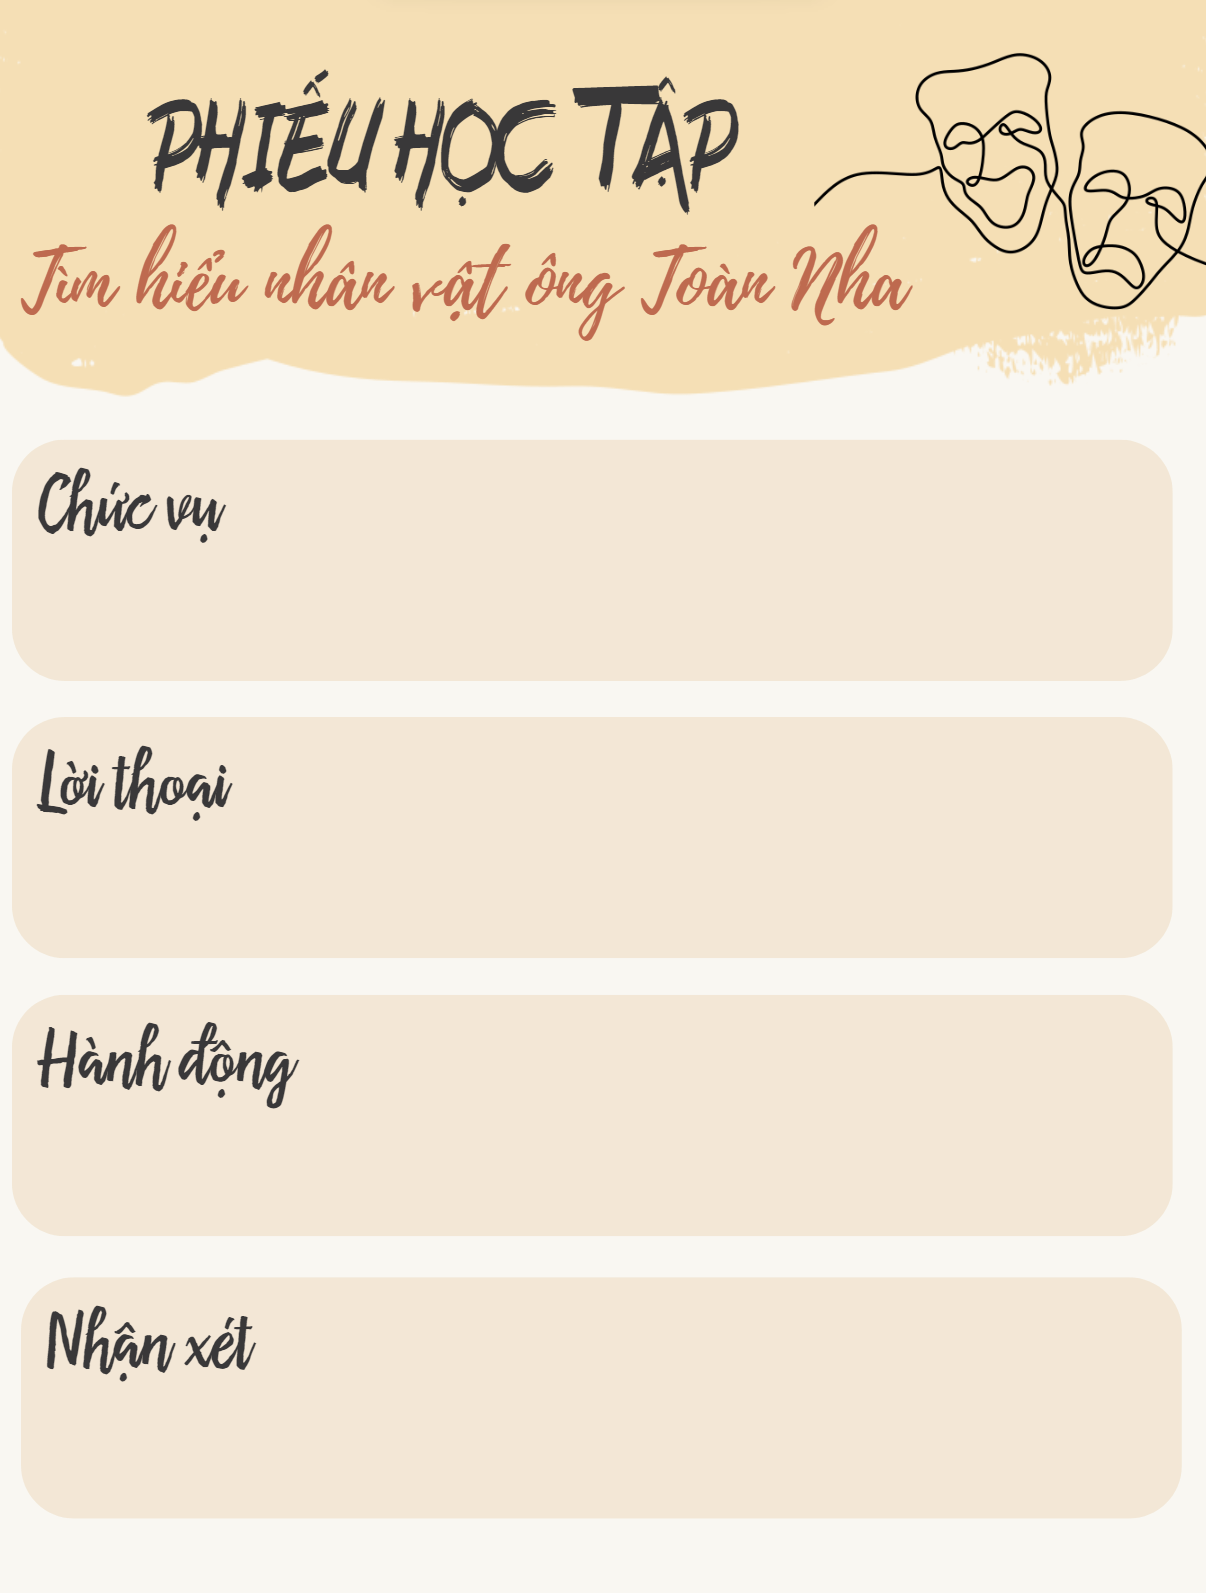 PHIẾU HỌC TẬP
Tìm hiểu nhân vật ông Toàn Nha
Chức vụ
Lời thoại
Hành động
Nhận xét